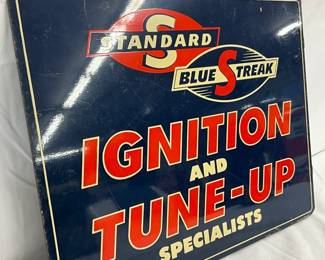 STANDARD
BLUE STREAK
IGNITION
AND
TUNE-UP
SPECIALISTS